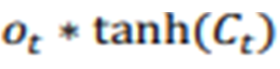 oₜ * tanh(Cₜ)